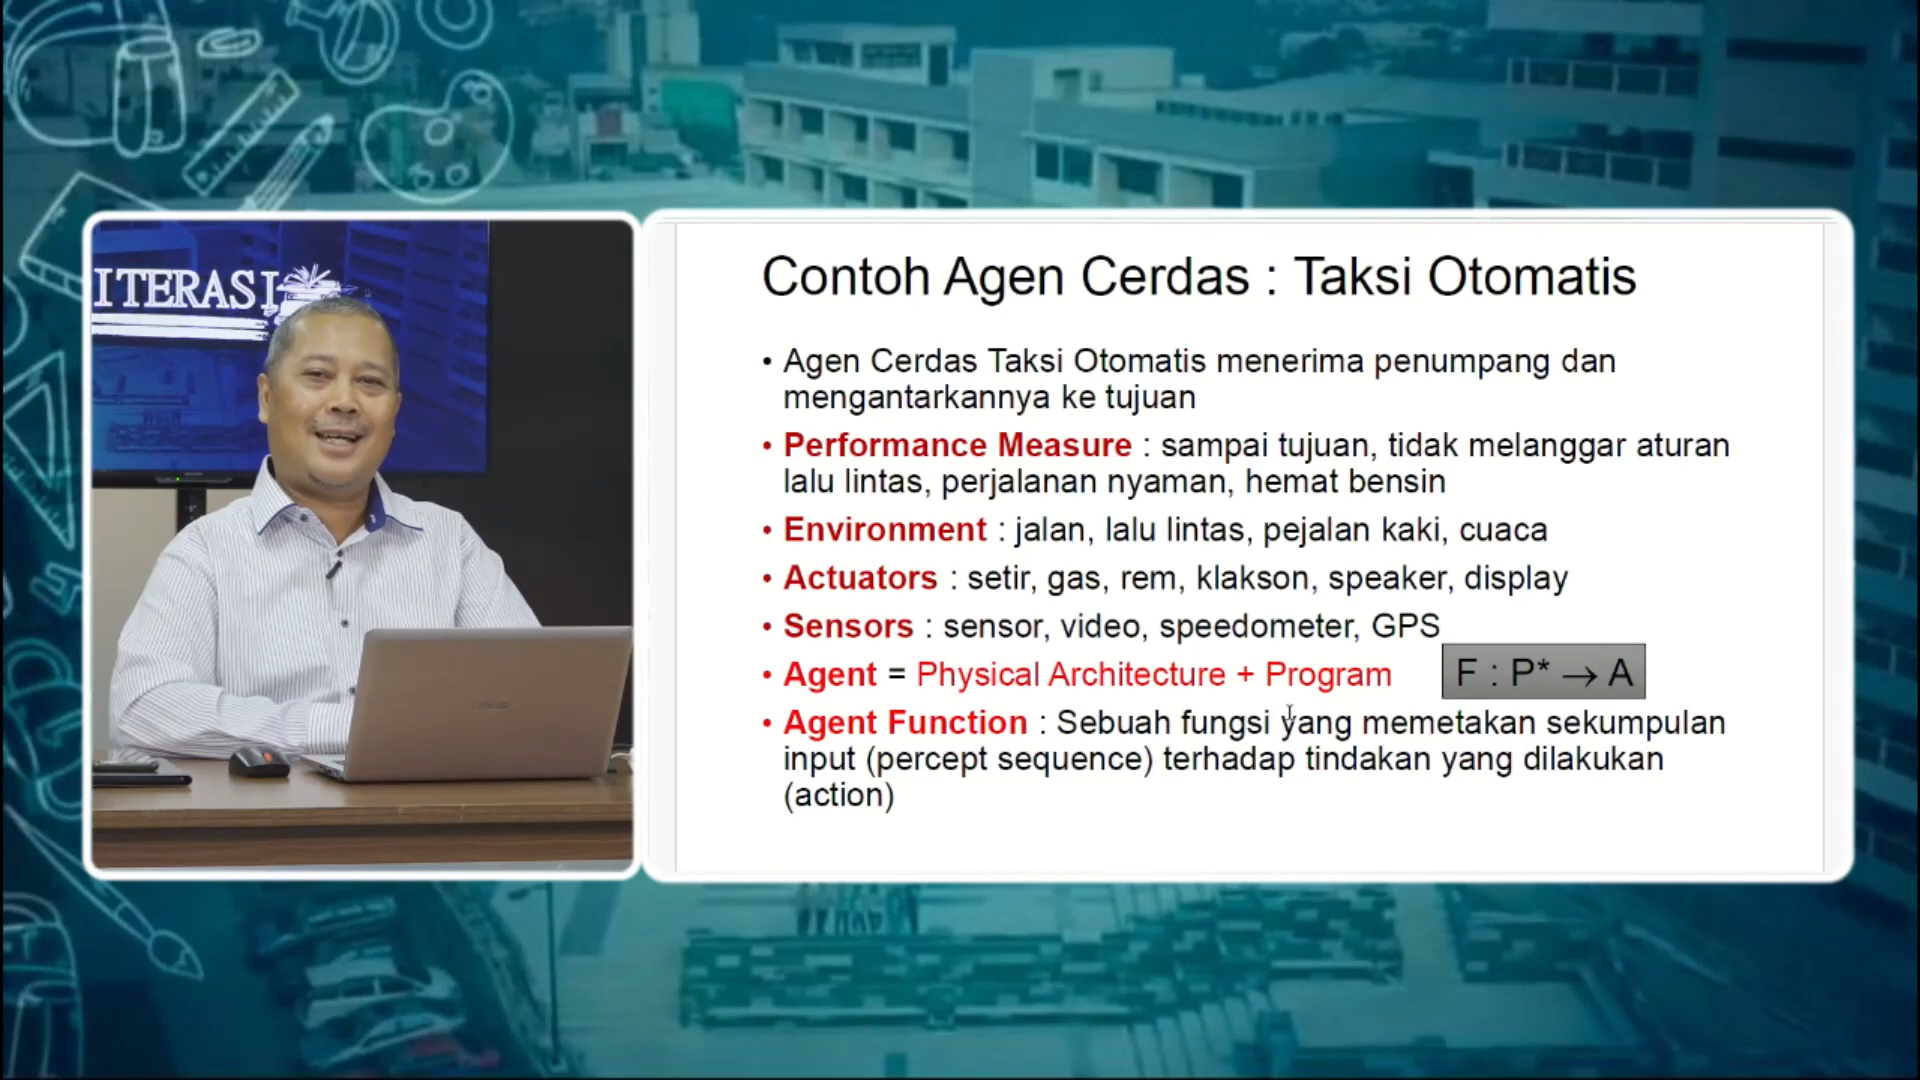 ITERASI
Contoh Agen Cerdas : Taksi Otomatis
• Agen Cerdas Taksi Otomatis menerima penumpang dan
mengantarkannya ke tujuan
• Performance Measure : sampai tujuan, tidak melanggar aturan
lalu lintas, perjalanan nyaman, hemat bensin
• Environment : jalan, lalu lintas, pejalan kaki, cuaca
• Actuators : setir, gas, rem, klakson, speaker, display
• Sensors : sensor, video, speedometer, GPS
• Agent = Physical Architecture + Program
F : P* → A
• Agent Function : Sebuah fungsi yang memetakan sekumpulan
input (percept sequence) terhadap tindakan yang dilakukan
(action)